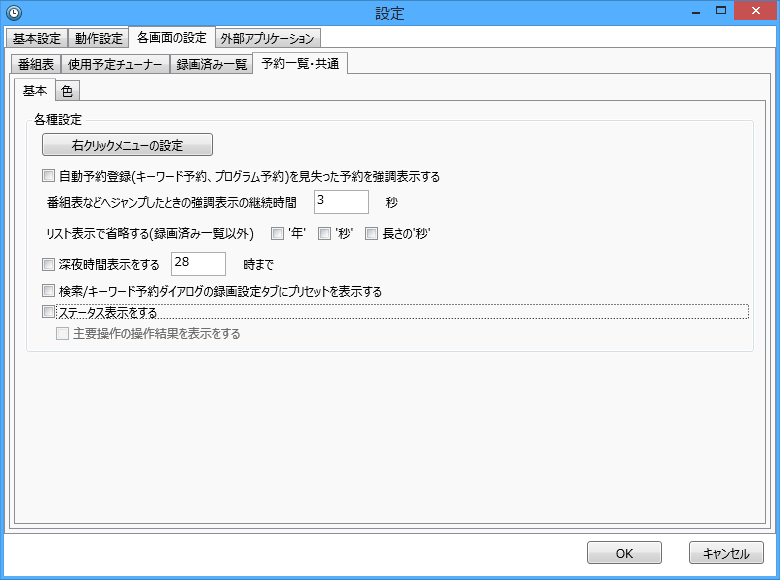 設定
基本設定 動作設定 各画面の設定 外部アプリケーション
番組表 使用予定チューナー 録画済み一覧 予約一覧・共通
基本 色
各種設定
右クリックメニューの設定
自動予約登録(キーワード予約、プログラム予約)を見失った予約を強調表示する
番組表などへジャンプしたときの強調表示の継続時間 3 秒
リスト表示で省略する(録画済み一覧以外) '年' '秒' 長さの'秒'
深夜時間表示をする 28 時まで
検索/キーワード予約ダイアログの録画設定タブにプリセットを表示する
ステータス表示をする
主要操作の操作結果を表示をする
OK キャンセル